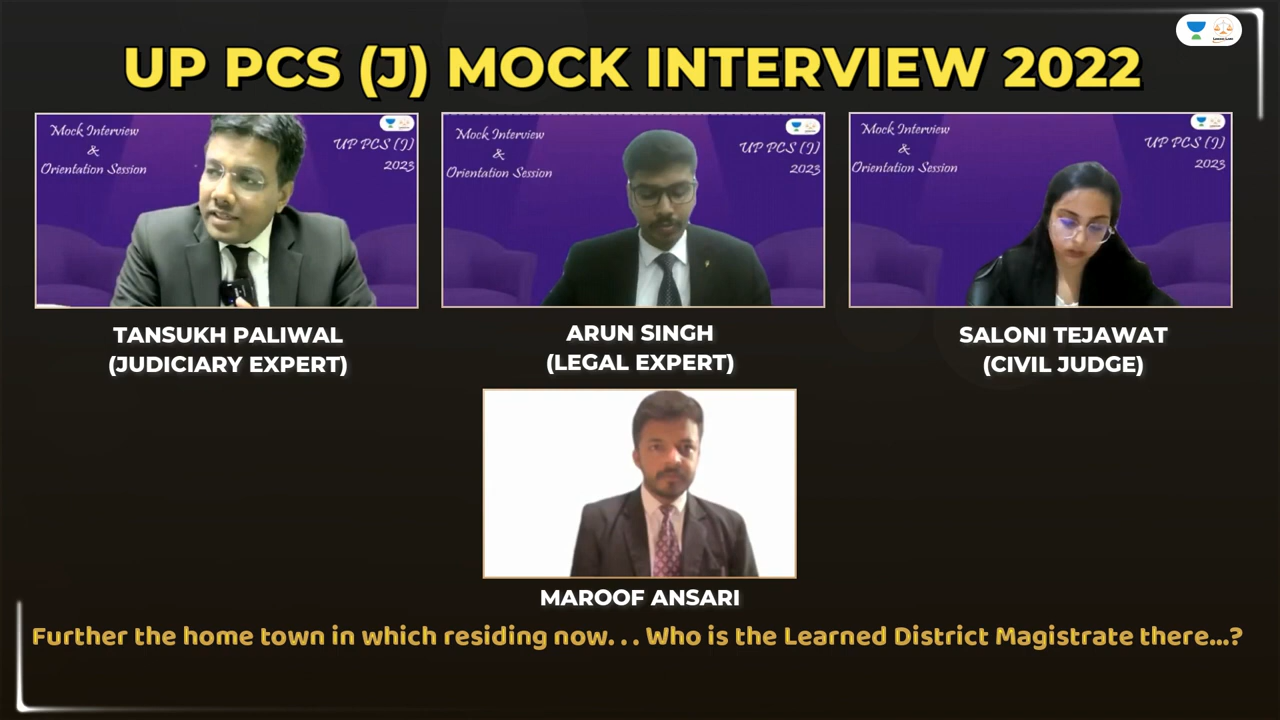 UP PCS (J) MOCK INTERVIEW 2022
Mock Interview
&
Orientation Session
UP PCS (J)
2023
Mock Interview
&
Orientation Session
UP PCS (J)
2023
Mock Interview
&
Orientation Session
UP PCS (J)
2023
TANSUKH PALIWAL
(JUDICIARY EXPERT)
ARUN SINGH
(LEGAL EXPERT)
SALONI TEJAWAT
(CIVIL JUDGE)
MAROOF ANSARI
Further the home town in which residing now. . . Who is the Learned District Magistrate there...?